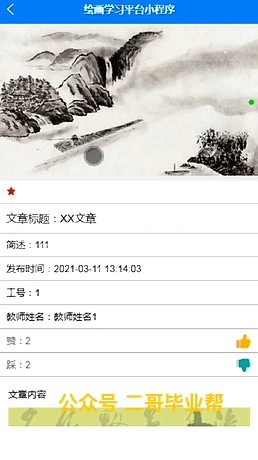 绘画学习平台小程序
文章标题：XX文章
简述：111
发布时间：2021-03-11 13:14:03
工号：1
教师姓名：教师姓名1
赞：2
踩：2
文章内容
公众号 二哥毕业帮